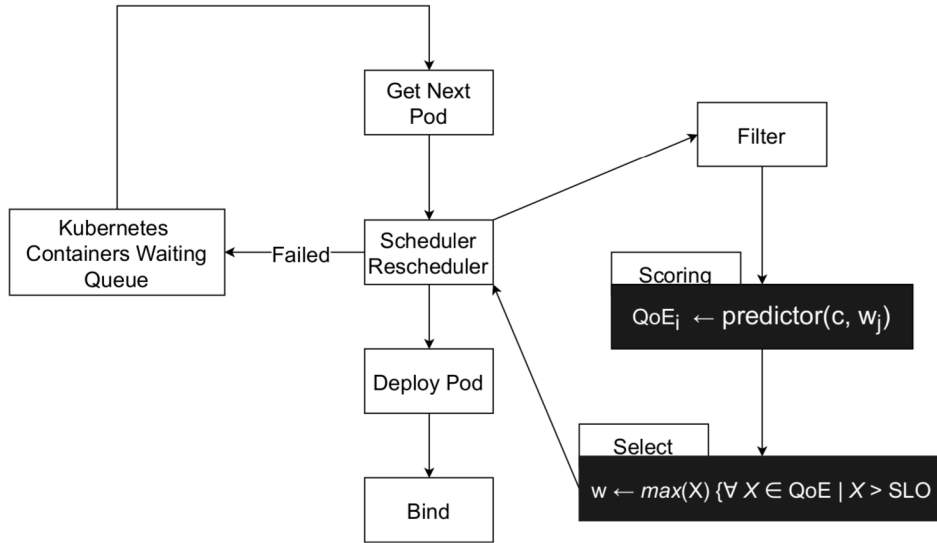 Get Next
Pod
Filter
Kubernetes
Containers Waiting
Queue
Failed
Scheduler
Rescheduler
Scoring
QoEᵢ ← predictor(c, wⱼ)
Deploy Pod
Select
w ← max(X) {∀ X ∈ QoE | X > SLO
Bind